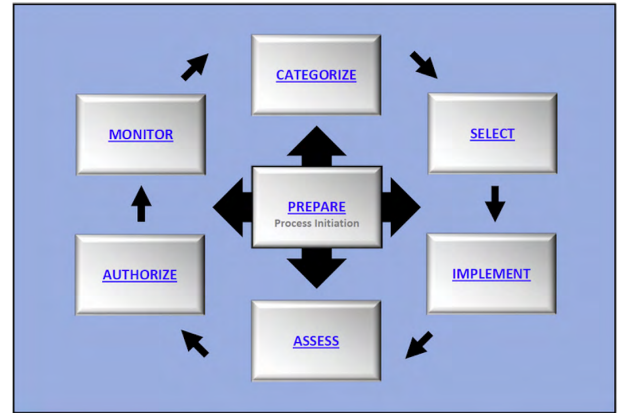 CATEGORIZE
MONITOR
SELECT
PREPARE
Process Initiation
AUTHORIZE
IMPLEMENT
ASSESS